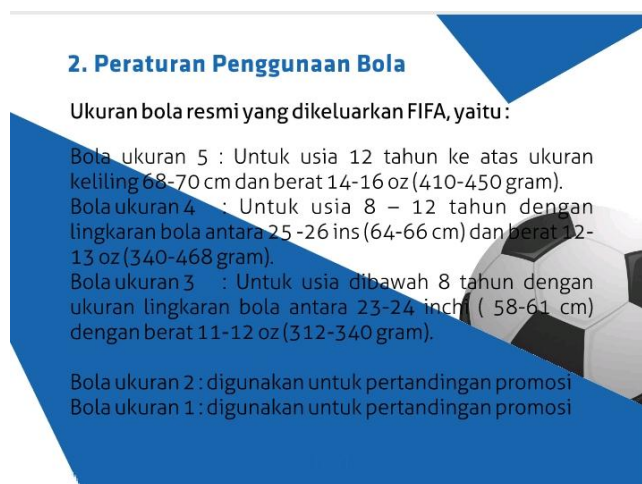 2. Peraturan Penggunaan Bola
Ukuran bola resmi yang dikeluarkan FIFA, yaitu :
Bola ukuran 5 : Untuk usia 12 tahun ke atas ukuran
keliling 68-70 cm dan berat 14-16 oz (410-450 gram).
Bola ukuran 4 : Untuk usia 8 – 12 tahun dengan
lingkaran bola antara 25 -26 ins (64-66 cm) dan berat 12-
13 oz (340-468 gram).
Bola ukuran 3 : Untuk usia dibawah 8 tahun dengan
ukuran lingkaran bola antara 23-24 inchi ( 58-61 cm)
dengan berat 11-12 oz (312-340 gram).
Bola ukuran 2 : digunakan untuk pertandingan promosi
Bola ukuran 1 : digunakan untuk pertandingan promosi